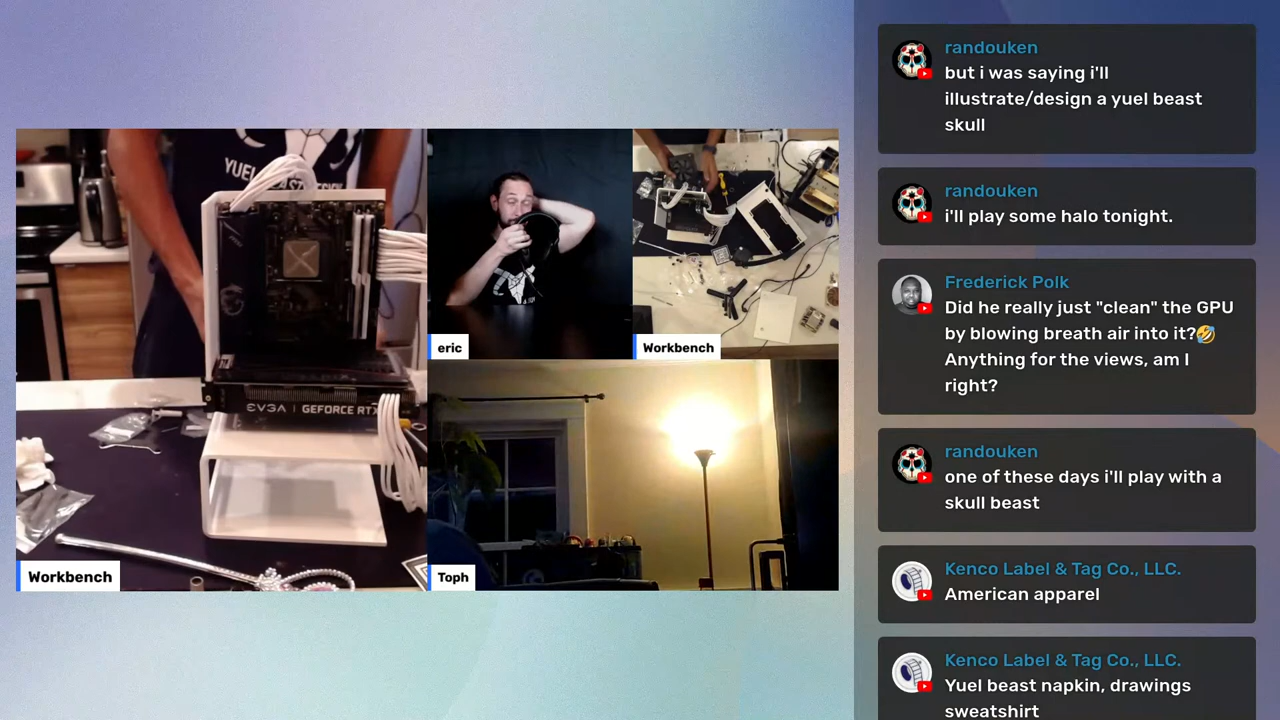 YUEL
EVGA | GEFORCE RTX
Workbench
eric
Workbench
Toph
randouken
but i was saying i'll
illustrate/design a yuel beast
skull
randouken
i'll play some halo tonight.
Frederick Polk
Did he really just "clean" the GPU
by blowing breath air into it?🤣
Anything for the views, am I
right?
randouken
one of these days i'll play with a
skull beast
Kenco Label & Tag Co., LLC.
American apparel
Kenco Label & Tag Co., LLC.
Yuel beast napkin, drawings
sweatshirt